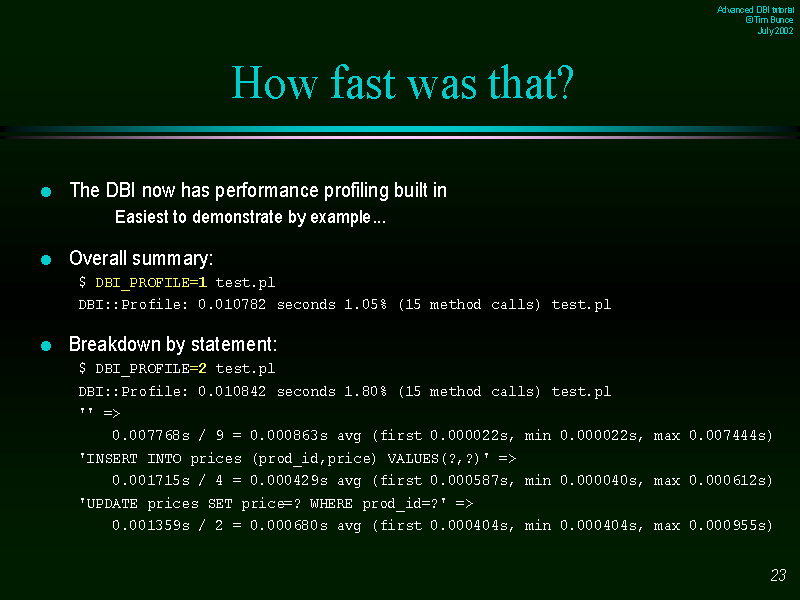 Advanced DBI tutorial
© Tim Bunce
July 2002
How fast was that?
The DBI now has performance profiling built in
Easiest to demonstrate by example...
Overall summary:
$ DBI_PROFILE=1 test.pl
DBI::Profile: 0.010782 seconds 1.05% (15 method calls) test.pl
Breakdown by statement:
$ DBI_PROFILE=2 test.pl
DBI::Profile: 0.010842 seconds 1.80% (15 method calls) test.pl
'' =>
0.007768s / 9 = 0.000863s avg (first 0.000022s, min 0.000022s, max 0.007444s)
'INSERT INTO prices (prod_id,price) VALUES(?,?)' =>
0.001715s / 4 = 0.000429s avg (first 0.000587s, min 0.000040s, max 0.000612s)
'UPDATE prices SET price=? WHERE prod_id=?' =>
0.001359s / 2 = 0.000680s avg (first 0.000404s, min 0.000404s, max 0.000955s)
23